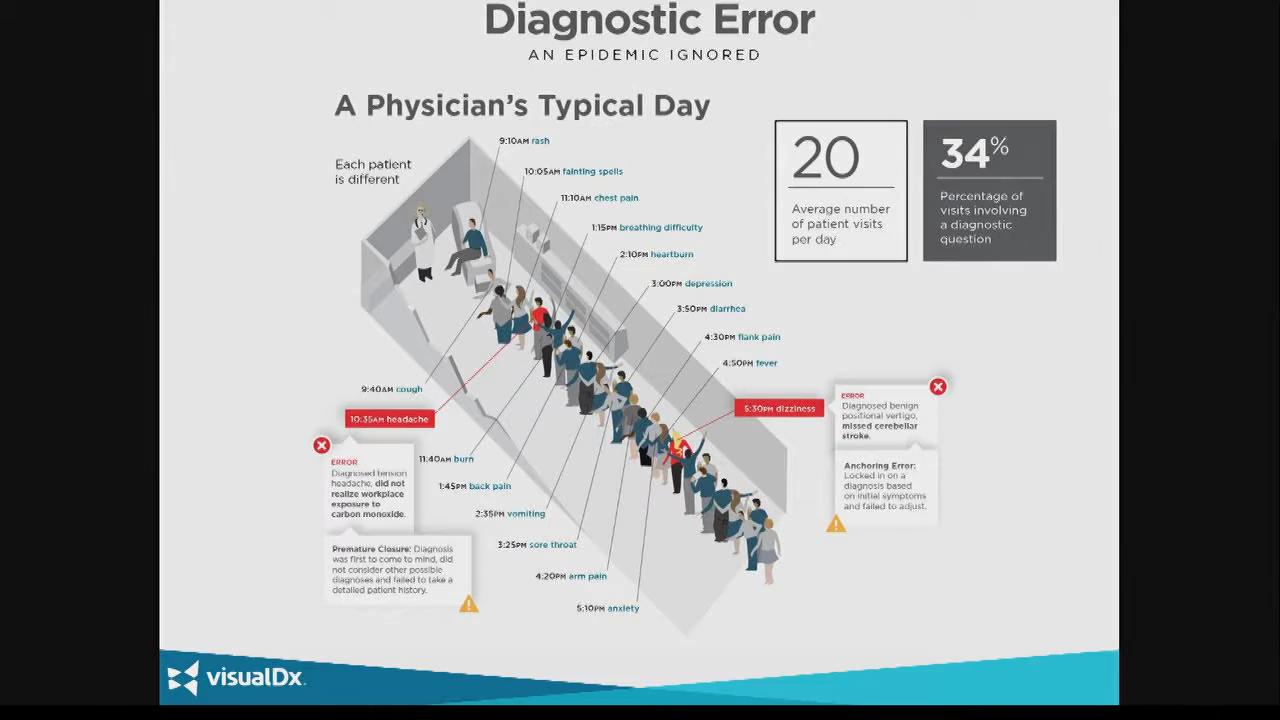 Diagnostic Error
AN EPIDEMIC IGNORED
A Physician's Typical Day
Each patient
is different
9:10AM rash
10:05AM fainting spells
11:10AM chest pain
1:15PM breathing difficulty
2:10PM heartburn
3:00PM depression
3:50PM diarrhea
4:30PM flank pain
4:50PM fever
5:30PM dizziness
20
Average number
of patient visits
per day
34%
Percentage of
visits involving
a diagnostic
question
9:40AM cough
10:35AM headache
11:40AM burn
1:45PM back pain
2:35PM vomiting
3:25PM sore throat
4:20PM arm pain
5:10PM anxiety
ERROR
Diagnosed tension
headache, did not
realize workplace
exposure to
carbon monoxide.
Premature Closure: Diagnosis
was first to come to mind, did
not consider other possible
diagnoses and failed to take a
detailed patient history.
ERROR
Diagnosed benign
positional vertigo,
missed cerebellar
stroke.
Anchoring Error:
Locked in on a
diagnosis based
on initial symptoms
and failed to adjust.
visualDx.